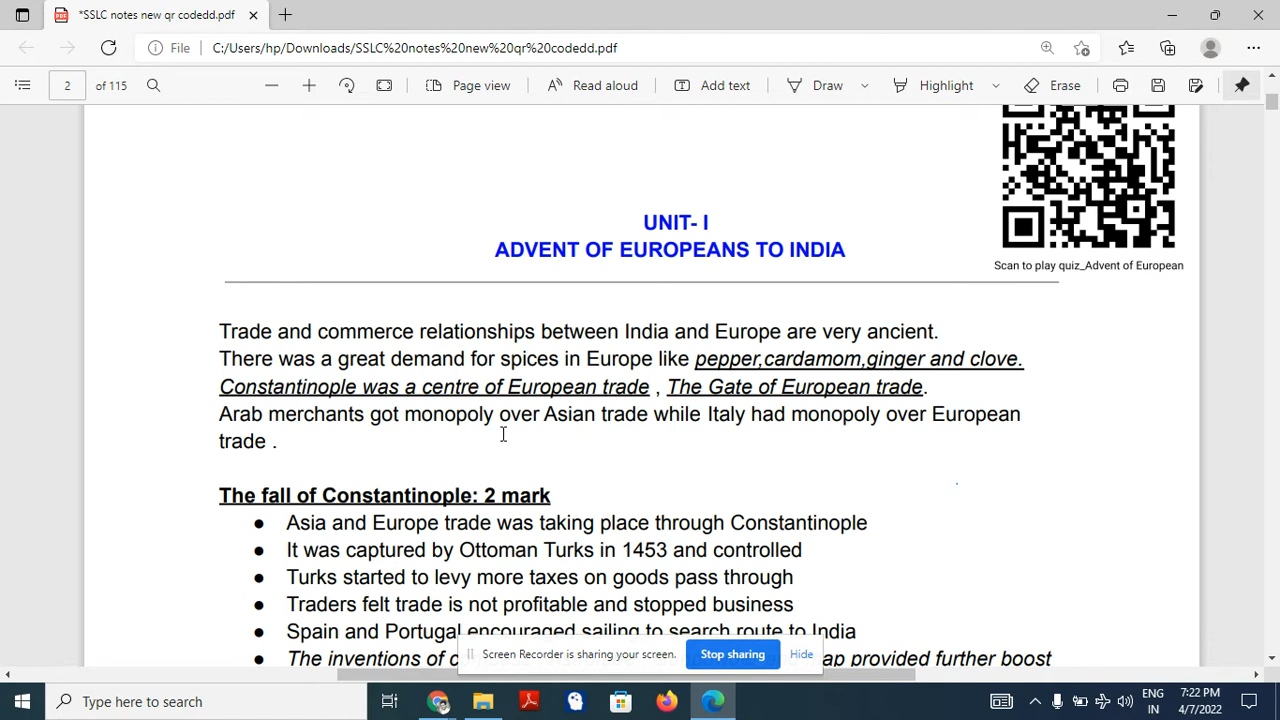 *SSLC notes new qr codedd.pdf
File C:/Users/hp/Downloads/SSLC%20notes%20new%20qr%20codedd.pdf
2 of 115 Page view Read aloud Add text Draw Highlight Erase
UNIT- I
ADVENT OF EUROPEANS TO INDIA
Scan to play quiz_Advent of European
Trade and commerce relationships between India and Europe are very ancient.
There was a great demand for spices in Europe like pepper,cardamom,ginger and clove.
Constantinople was a centre of European trade , The Gate of European trade.
Arab merchants got monopoly over Asian trade while Italy had monopoly over European
trade .
The fall of Constantinople: 2 mark
● Asia and Europe trade was taking place through Constantinople
● It was captured by Ottoman Turks in 1453 and controlled
● Turks started to levy more taxes on goods pass through
● Traders felt trade is not profitable and stopped business
● Spain and Portugal encouraged sailing to search route to India
● The inventions of ap provided further boost
Screen Recorder is sharing your screen. Stop sharing Hide
Type here to search
ENG 7:22 PM
IN 4/7/2022